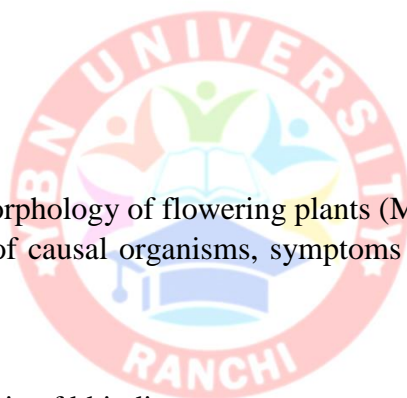 YBN UNIVERSITY
orphology of flowering plants (M
of causal organisms, symptoms
RANCHI